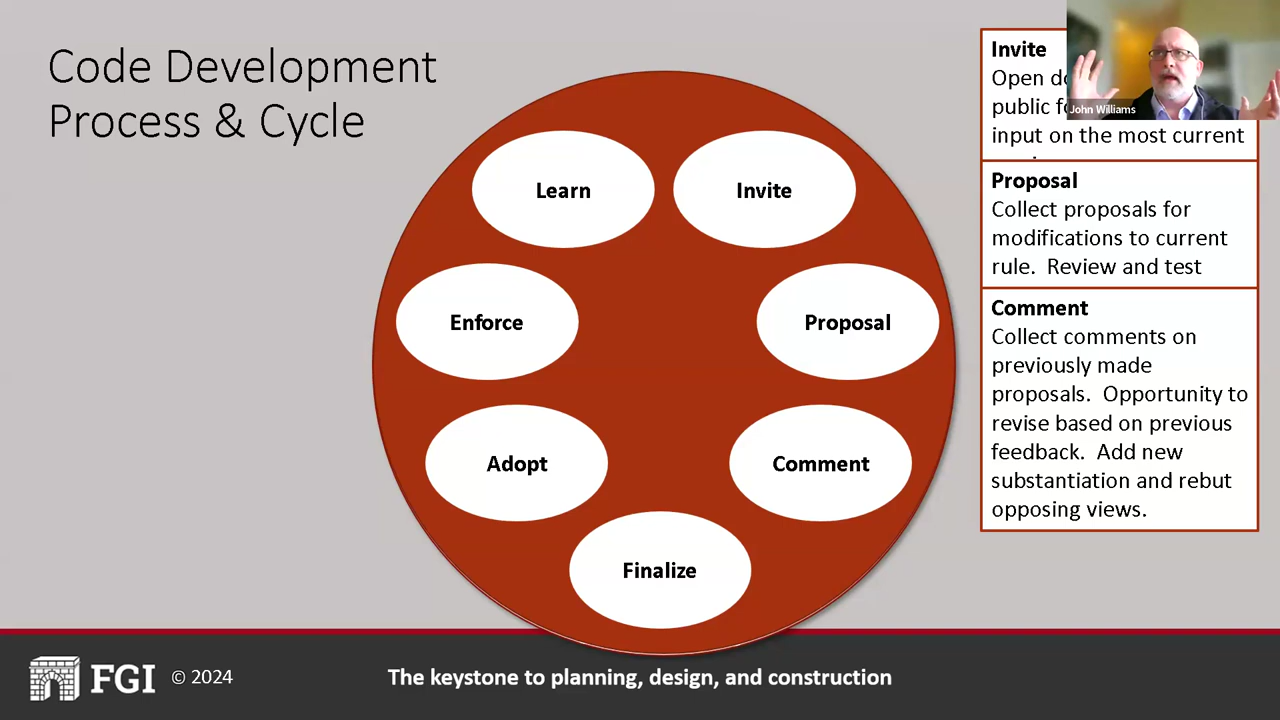 Code Development
Process & Cycle
Learn
Invite
Enforce
Proposal
Adopt
Comment
Finalize
Invite
Open
public
input on the most current
Proposal
Collect proposals for
modifications to current
rule. Review and test
Comment
Collect comments on
previously made
proposals. Opportunity to
revise based on previous
feedback. Add new
substantiation and rebut
opposing views.
John Williams
FGI © 2024
The keystone to planning, design, and construction